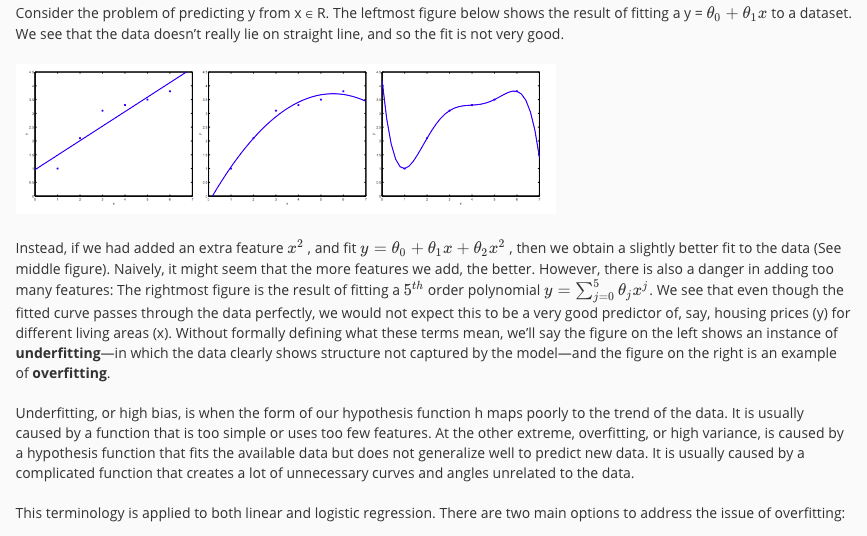 Consider the problem of predicting y from x ∈ R. The leftmost figure below shows the result of fitting a y = θ₀ + θ₁x to a dataset.
We see that the data doesn't really lie on straight line, and so the fit is not very good.
Instead, if we had added an extra feature x² , and fit y = θ₀ + θ₁x + θ₂x² , then we obtain a slightly better fit to the data (See
middle figure). Naively, it might seem that the more features we add, the better. However, there is also a danger in adding too
many features: The rightmost figure is the result of fitting a 5ᵗʰ order polynomial y = ∑⁵ⱼ₌₀ θⱼxʲ. We see that even though the
fitted curve passes through the data perfectly, we would not expect this to be a very good predictor of, say, housing prices (y) for
different living areas (x). Without formally defining what these terms mean, we'll say the figure on the left shows an instance of
underfitting—in which the data clearly shows structure not captured by the model—and the figure on the right is an example
of overfitting.
Underfitting, or high bias, is when the form of our hypothesis function h maps poorly to the trend of the data. It is usually
caused by a function that is too simple or uses too few features. At the other extreme, overfitting, or high variance, is caused by
a hypothesis function that fits the available data but does not generalize well to predict new data. It is usually caused by a
complicated function that creates a lot of unnecessary curves and angles unrelated to the data.
This terminology is applied to both linear and logistic regression. There are two main options to address the issue of overfitting: